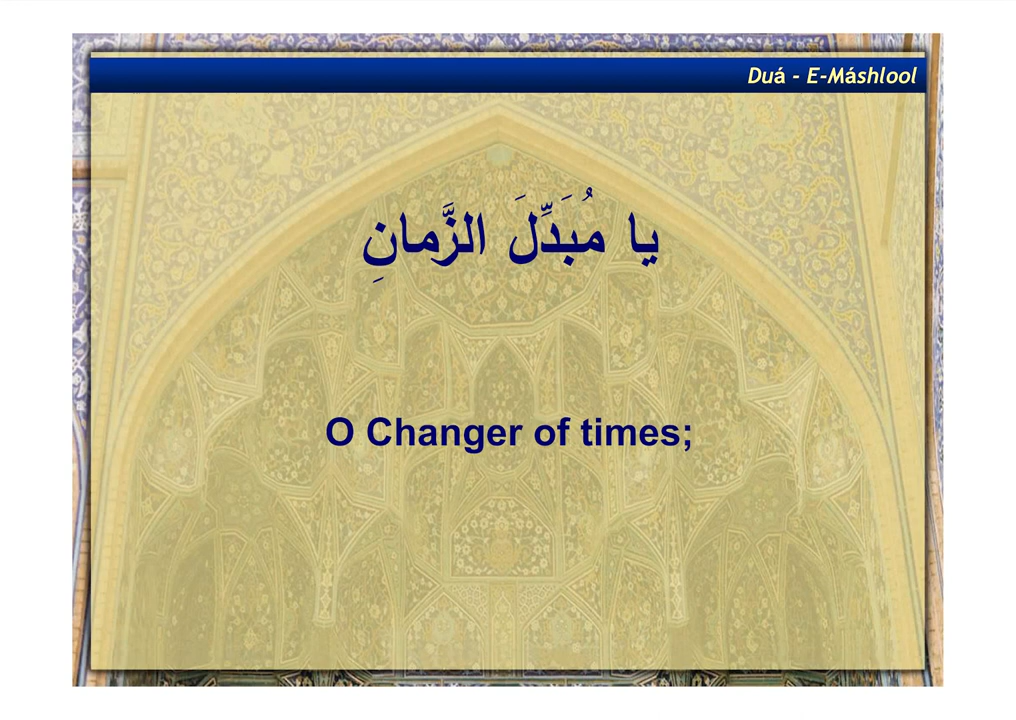 Duá - E-Máshlool
يا مُبَدِّلَ الزَّمانِ
O Changer of times;